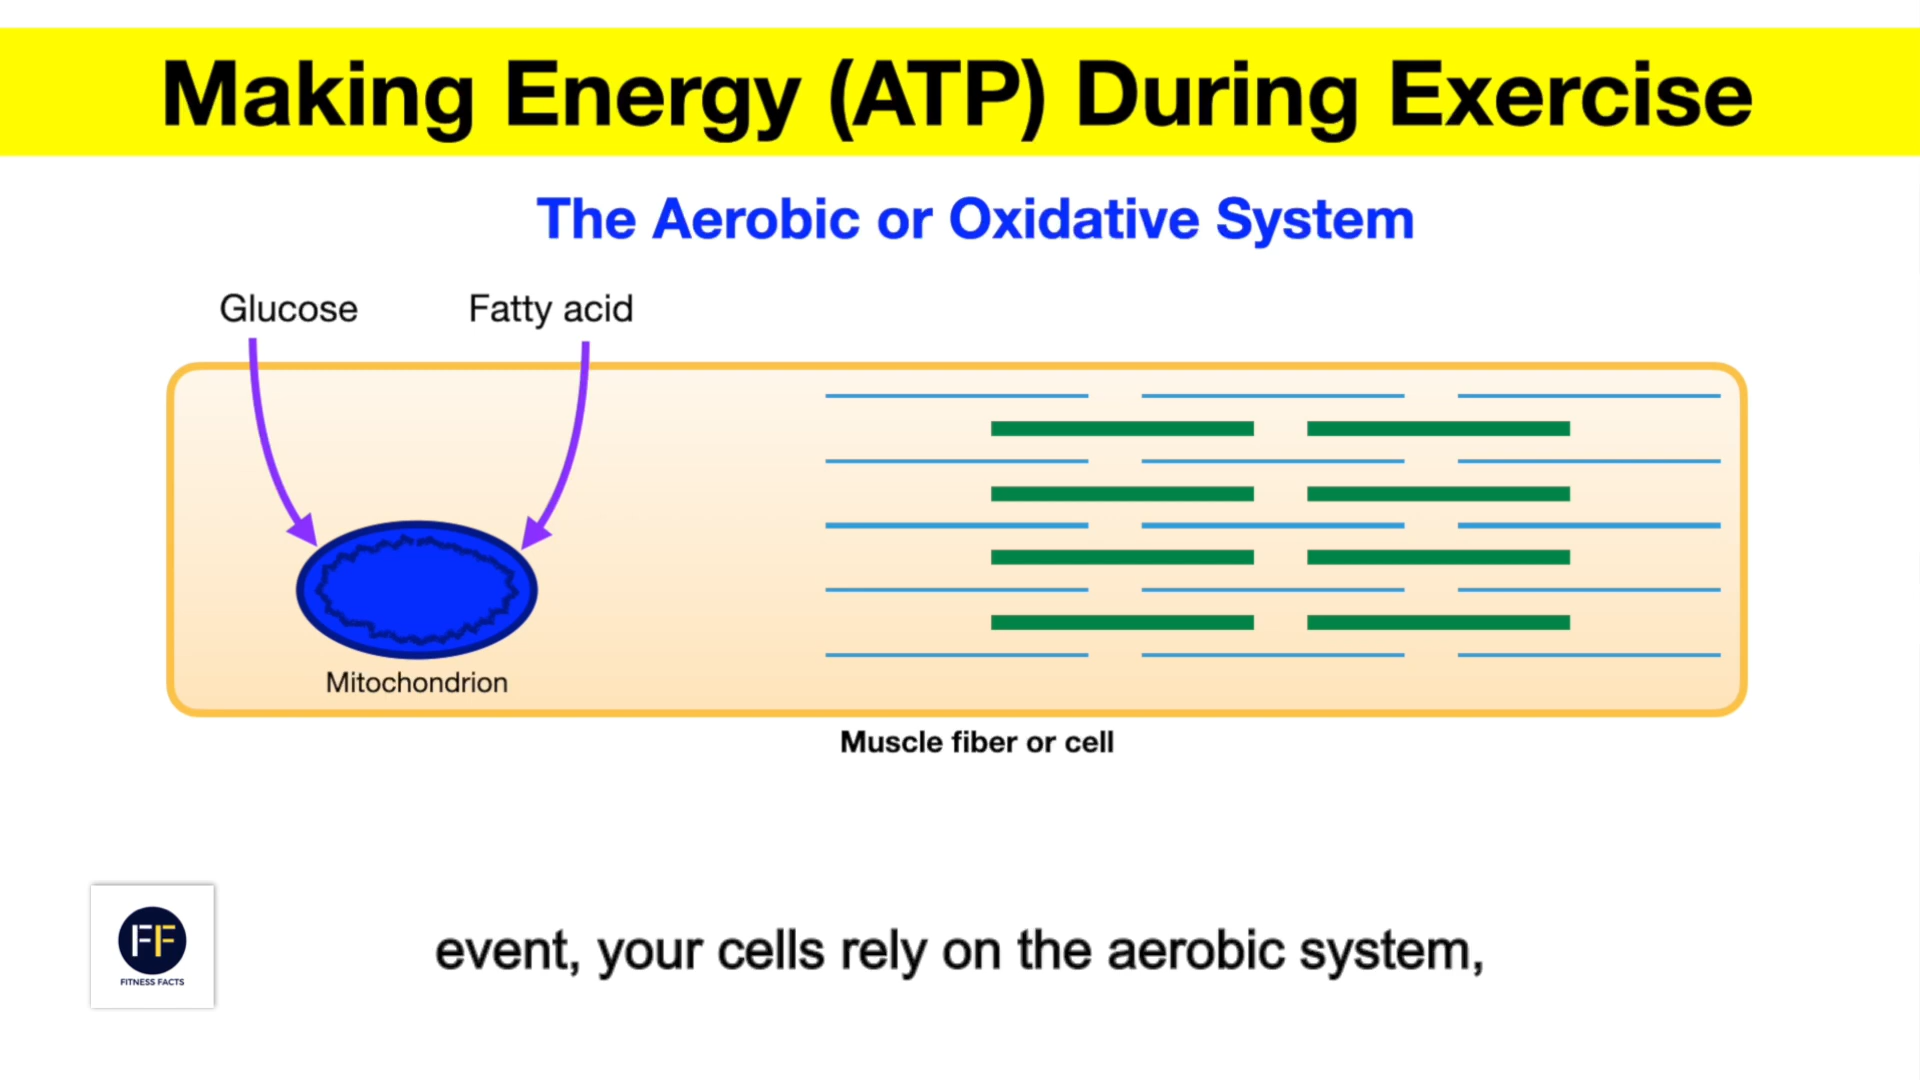 Making Energy (ATP) During Exercise
The Aerobic or Oxidative System
Glucose
Fatty acid
Mitochondrion
Muscle fiber or cell
FF
FITNESS FACTS
event, your cells rely on the aerobic system,